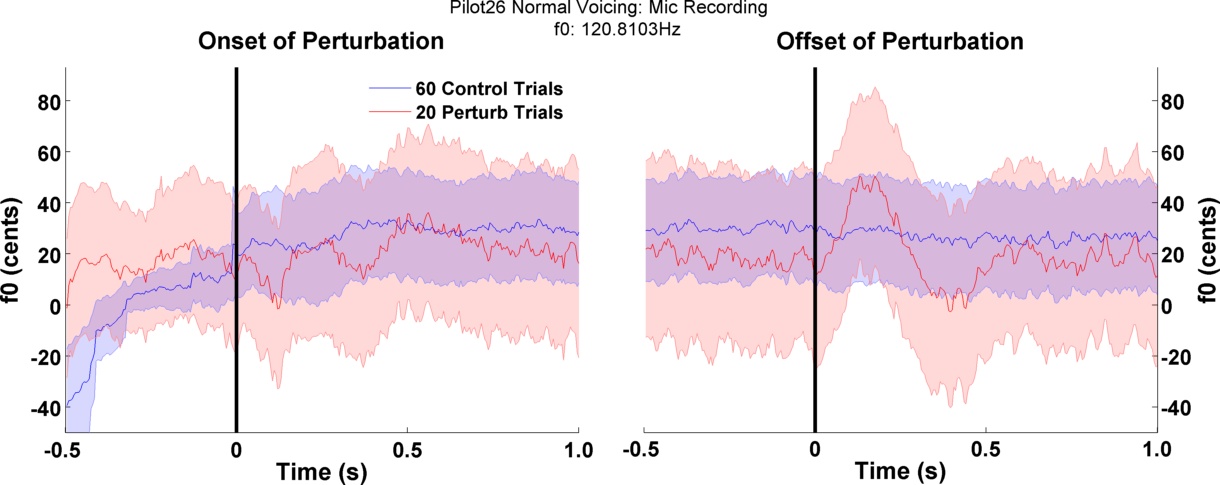 Pilot26 Normal Voicing: Mic Recording
f0: 120.8103Hz
Onset of Perturbation
Offset of Perturbation
60 Control Trials
20 Perturb Trials
f0 (cents)
80
60
40
20
0
-20
-40
-0.5
0
0.5
1.0
Time (s)
-0.5
0
0.5
1.0
Time (s)
80
60
40
20
0
-20
-40
f0 (cents)